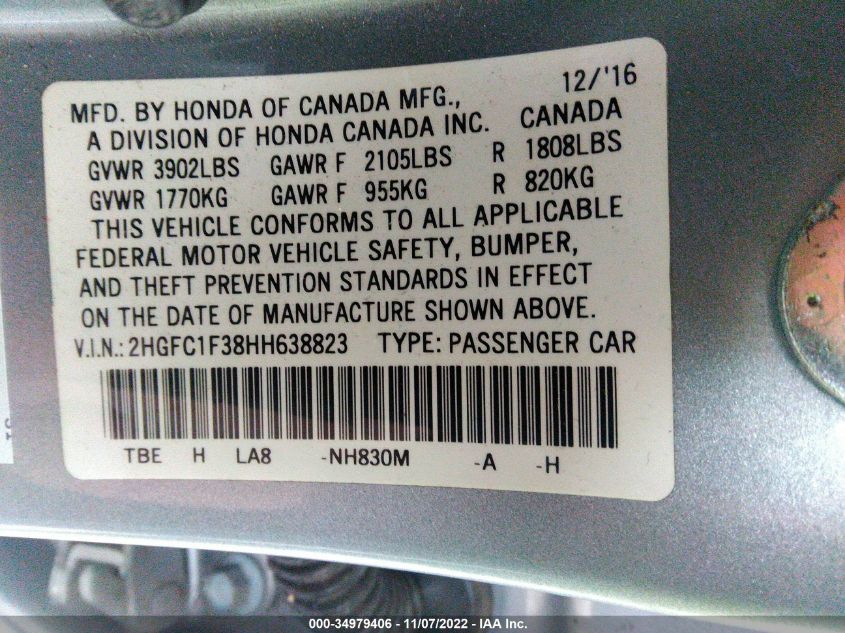 12/'16
MFD. BY HONDA OF CANADA MFG.,
A DIVISION OF HONDA CANADA INC. CANADA
GVWR 3902LBS GAWR F 2105LBS R 1808LBS
GVWR 1770KG GAWR F 955KG R 820KG
THIS VEHICLE CONFORMS TO ALL APPLICABLE
FEDERAL MOTOR VEHICLE SAFETY, BUMPER,
AND THEFT PREVENTION STANDARDS IN EFFECT
ON THE DATE OF MANUFACTURE SHOWN ABOVE.
V.I.N.: 2HGFC1F38HH638823 TYPE: PASSENGER CAR
TBE H LA8 -NH830M -A -H
000-34979406 - 11/07/2022 - IAA Inc.